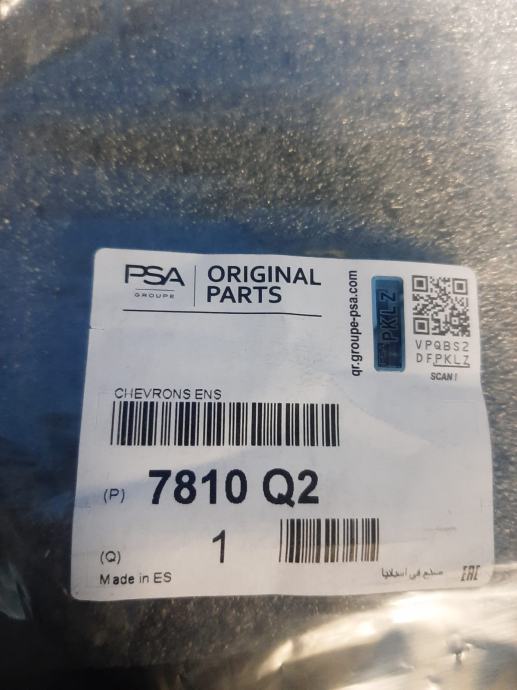 PSA
GROUPE
ORIGINAL
PARTS
qr.groupe-psa.com
PKLZ
VPQBS2
DFPKLZ
SCAN !
CHEVRONS ENS
(P) 7810 Q2
(Q) 1
Made in ES
صنع في اسبانيا
EAC